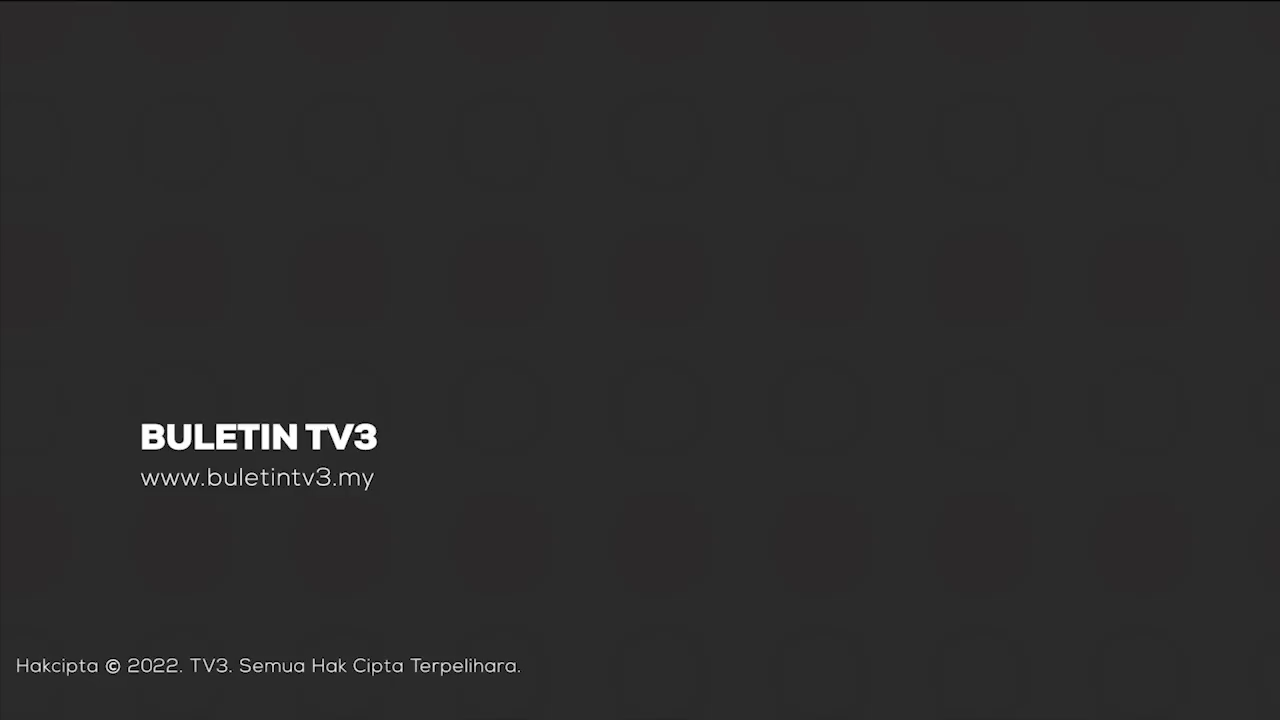 BULETIN TV3
www.buletintv3.my
Hakcipta © 2022. TV3. Semua Hak Cipta Terpelihara.